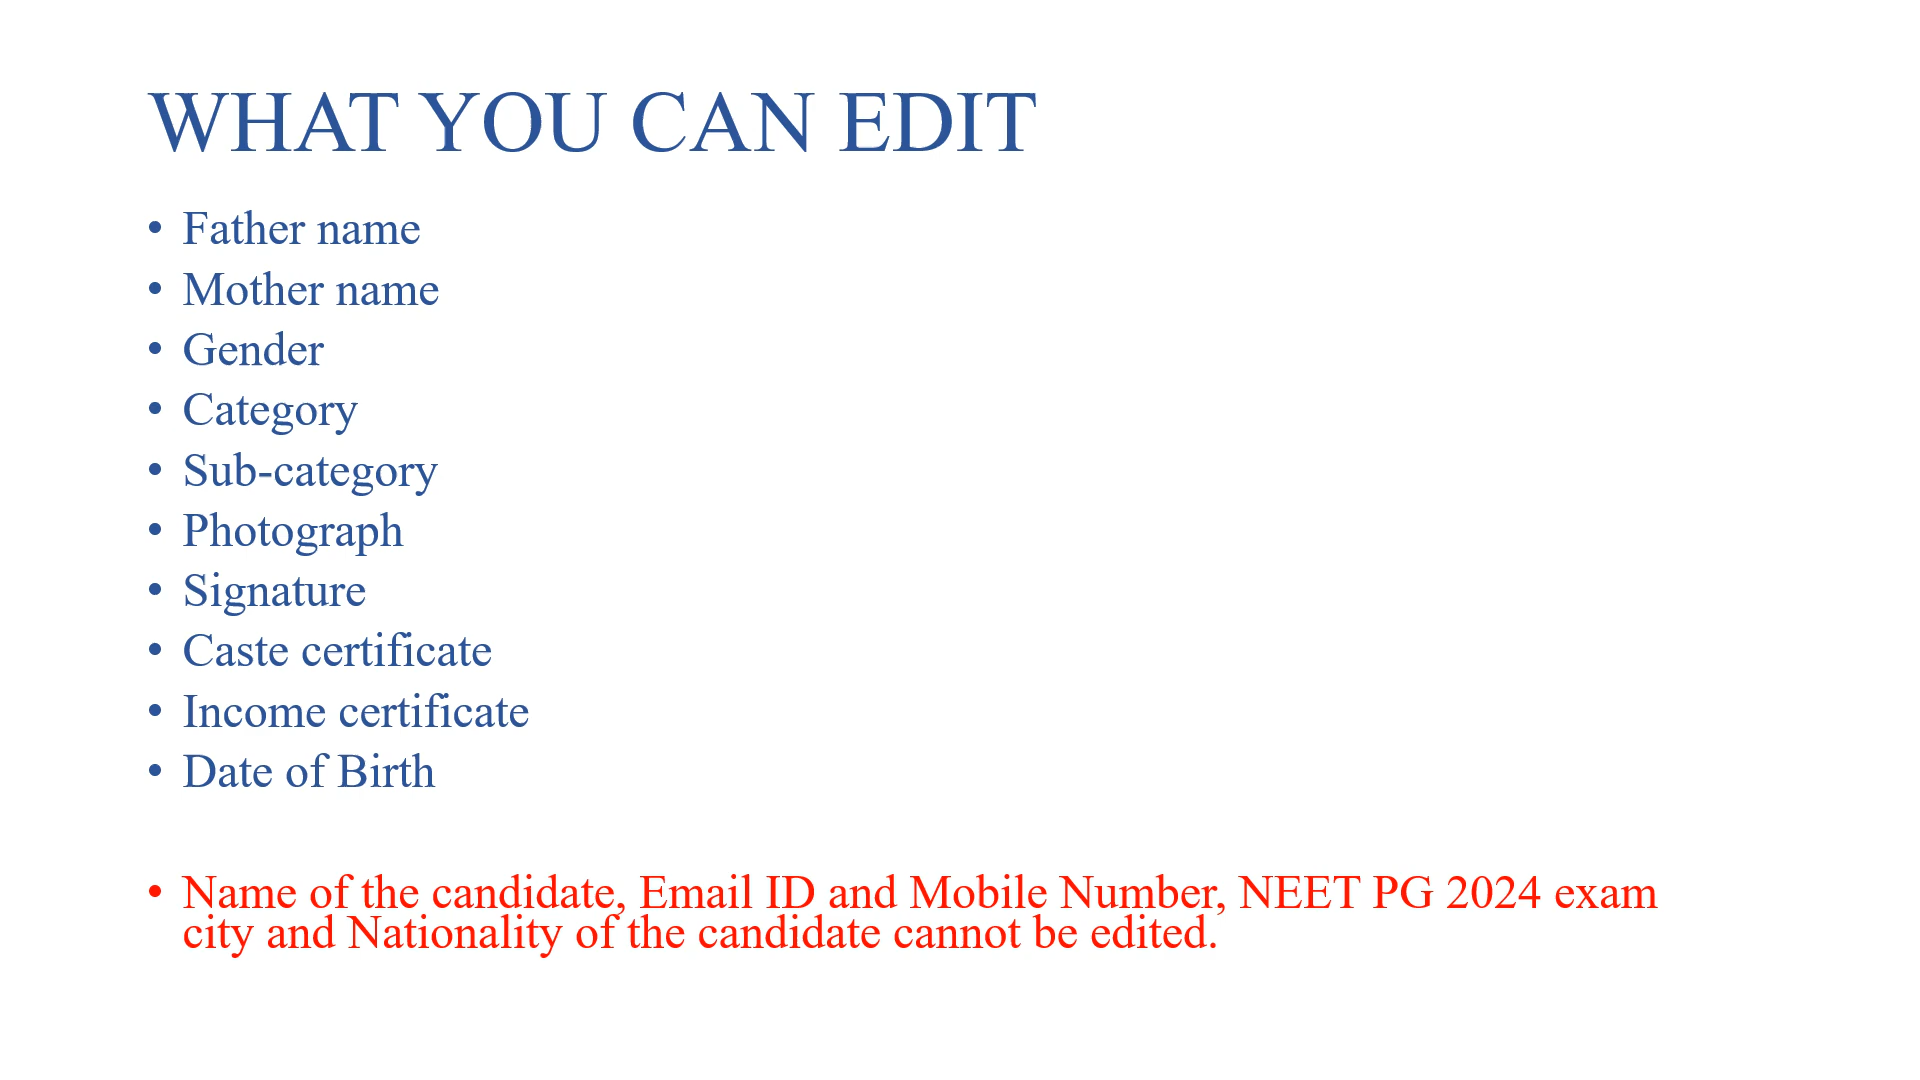 WHAT YOU CAN EDIT
• Father name
• Mother name
• Gender
• Category
• Sub-category
• Photograph
• Signature
• Caste certificate
• Income certificate
• Date of Birth
• Name of the candidate, Email ID and Mobile Number, NEET PG 2024 exam
city and Nationality of the candidate cannot be edited.